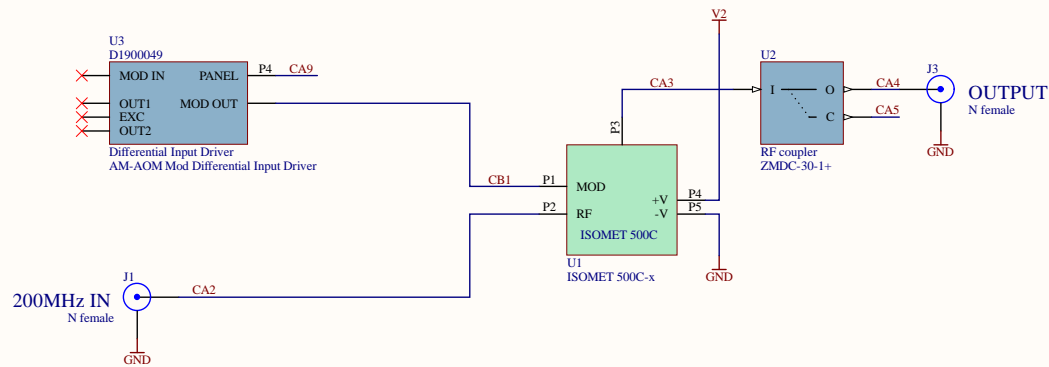 U3
D1900049
MOD IN
PANEL
P4
CA9
OUT1
MOD OUT
EXC
OUT2
Differential Input Driver
AM-AOM Mod Differential Input Driver
V2
U2
CA3
I
O
C
CA4
CA5
J3
OUTPUT
N female
GND
RF coupler
ZMDC-30-1+
P3
CB1
P1
MOD
P2
RF
+V
P4
-V
P5
ISOMET 500C
U1
ISOMET 500C-x
GND
J1
200MHz IN
N female
CA2
GND